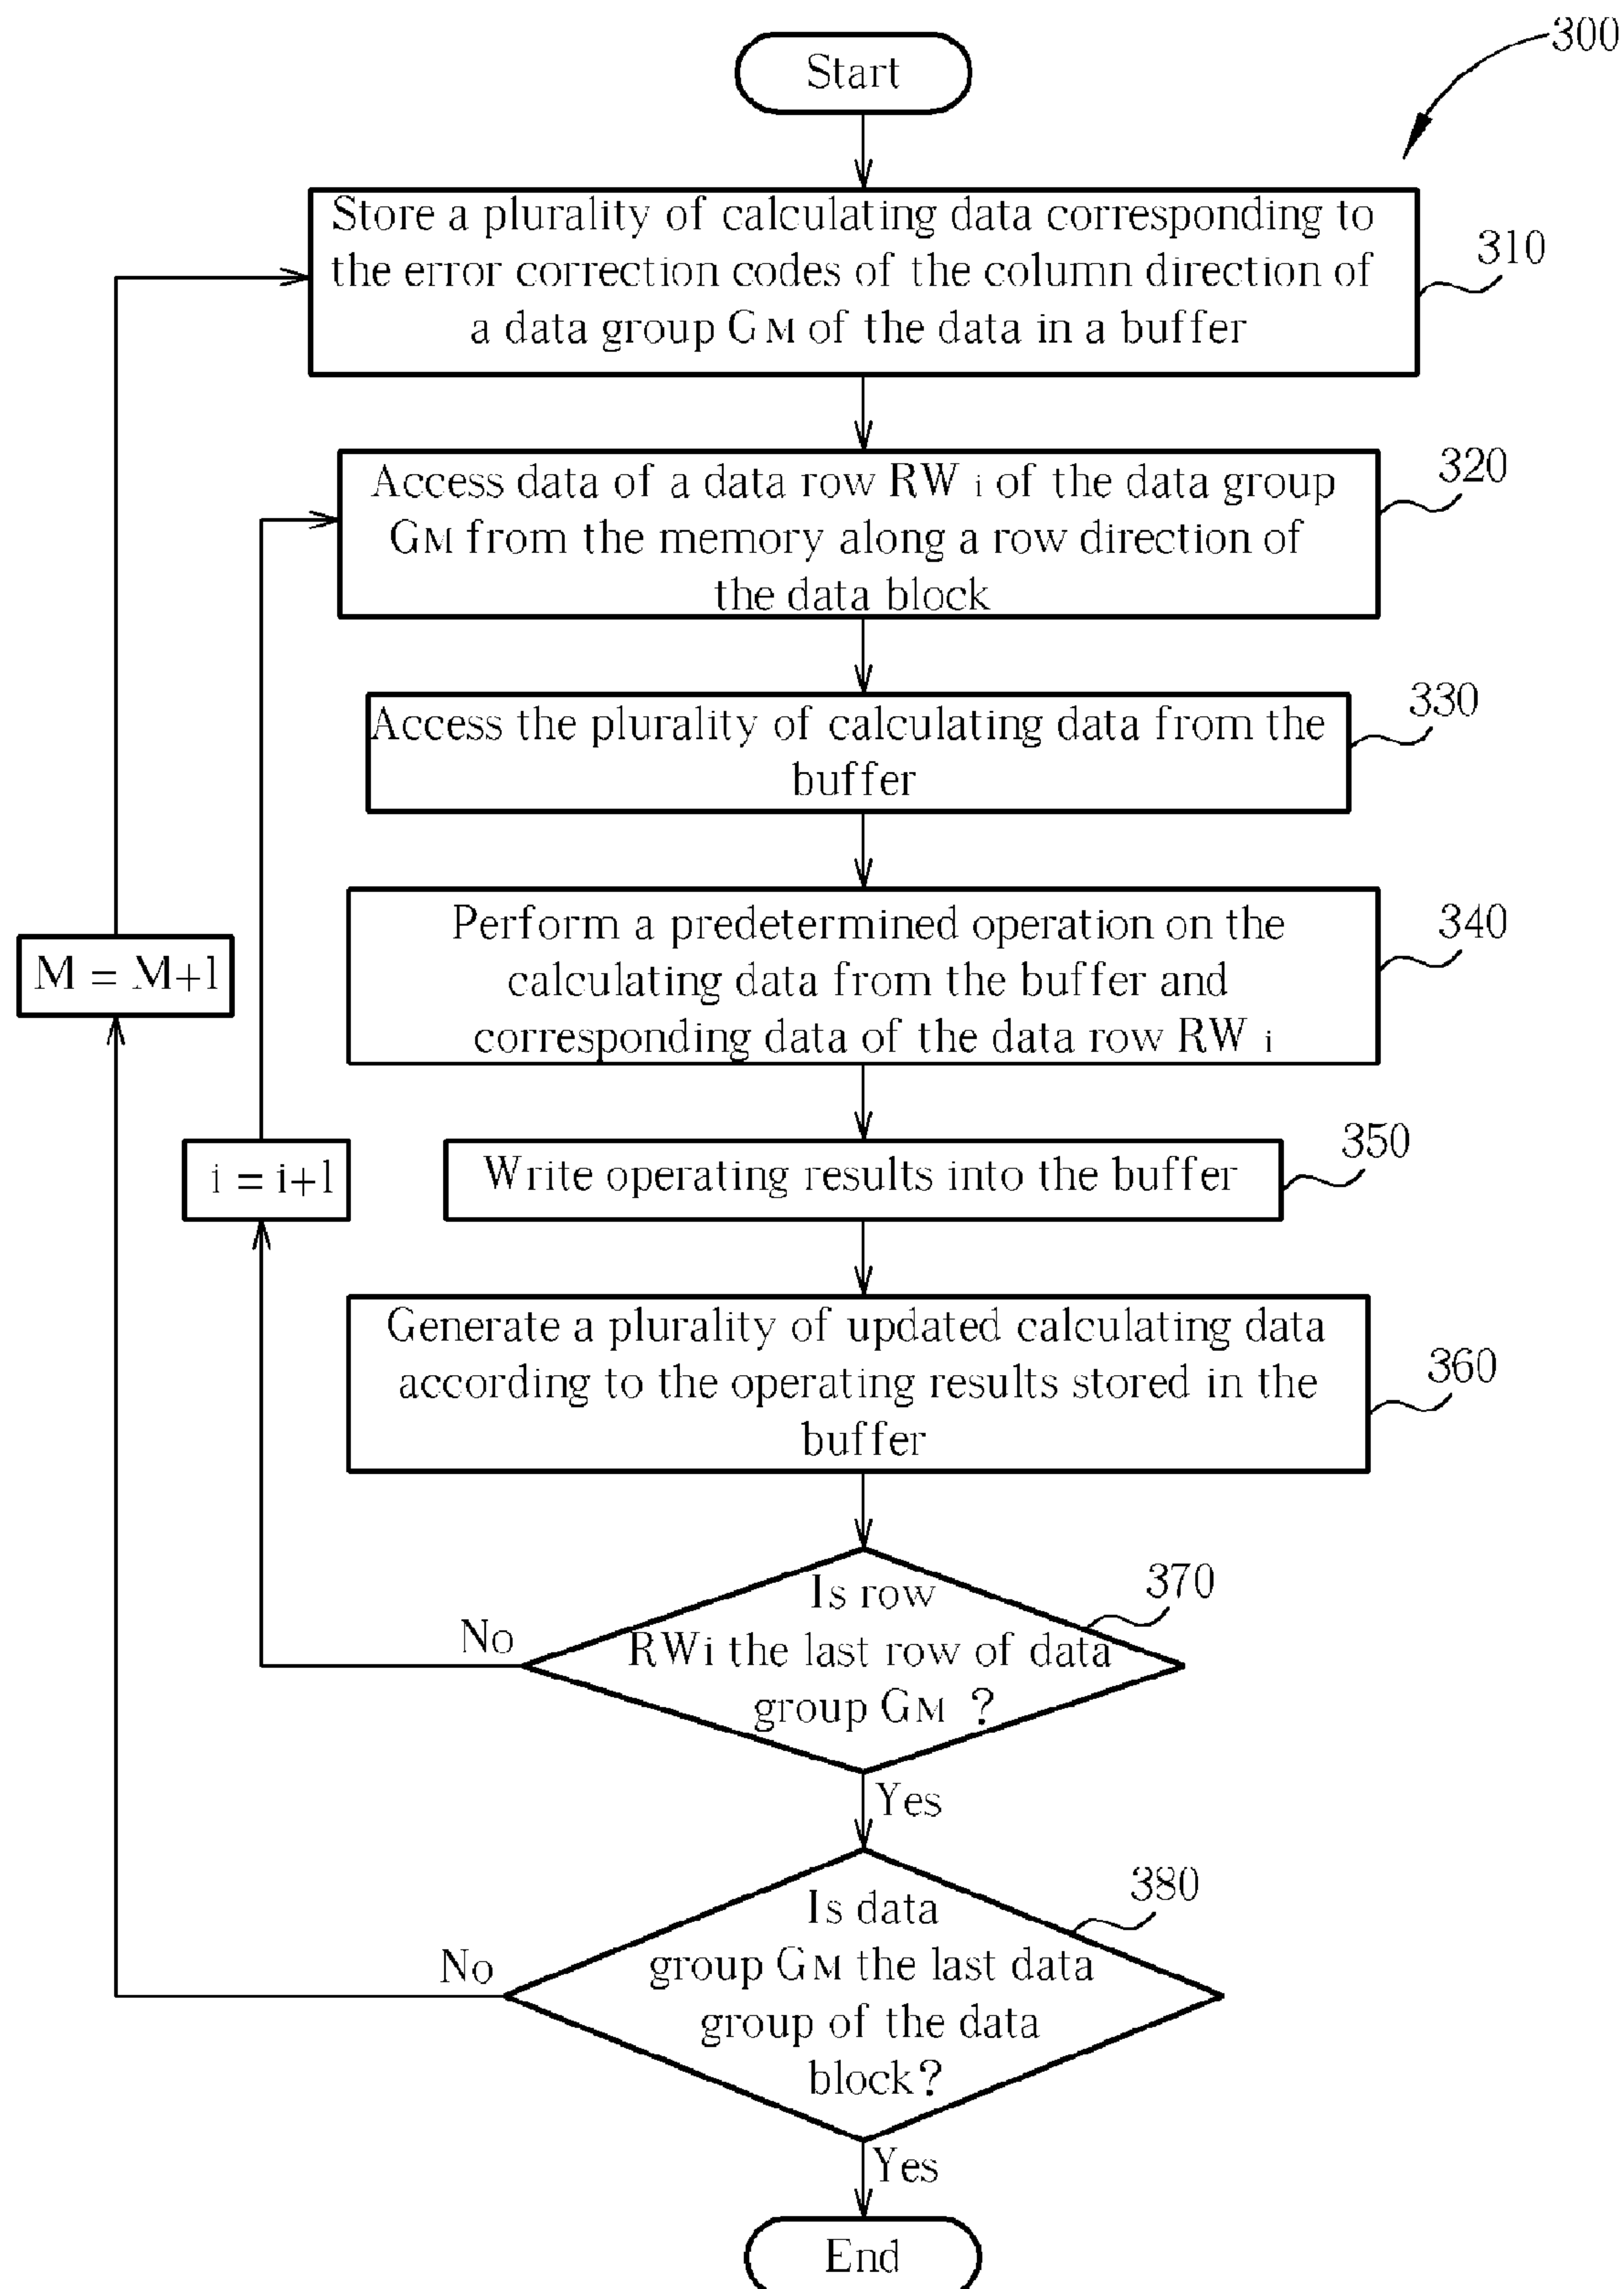 300
Start
Store a plurality of calculating data corresponding to
the error correction codes of the column direction of
a data group GM of the data in a buffer
310
Access data of a data row RW i of the data group
GM from the memory along a row direction of
the data block
320
Access the plurality of calculating data from the
buffer
330
Perform a predetermined operation on the
calculating data from the buffer and
corresponding data of the data row RW i
340
M = M+1
i = i+1
Write operating results into the buffer
350
Generate a plurality of updated calculating data
according to the operating results stored in the
buffer
360
Is row
RWi the last row of data
group GM ?
370
No
Yes
Is data
group GM the last data
group of the data
block?
380
No
Yes
End